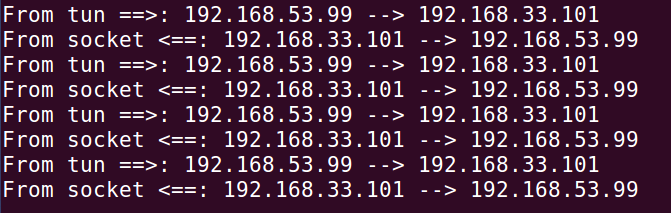 From tun ==>: 192.168.53.99 --> 192.168.33.101
From socket <==: 192.168.33.101 --> 192.168.53.99
From tun ==>: 192.168.53.99 --> 192.168.33.101
From socket <==: 192.168.33.101 --> 192.168.53.99
From tun ==>: 192.168.53.99 --> 192.168.33.101
From socket <==: 192.168.33.101 --> 192.168.53.99
From tun ==>: 192.168.53.99 --> 192.168.33.101
From socket <==: 192.168.33.101 --> 192.168.53.99